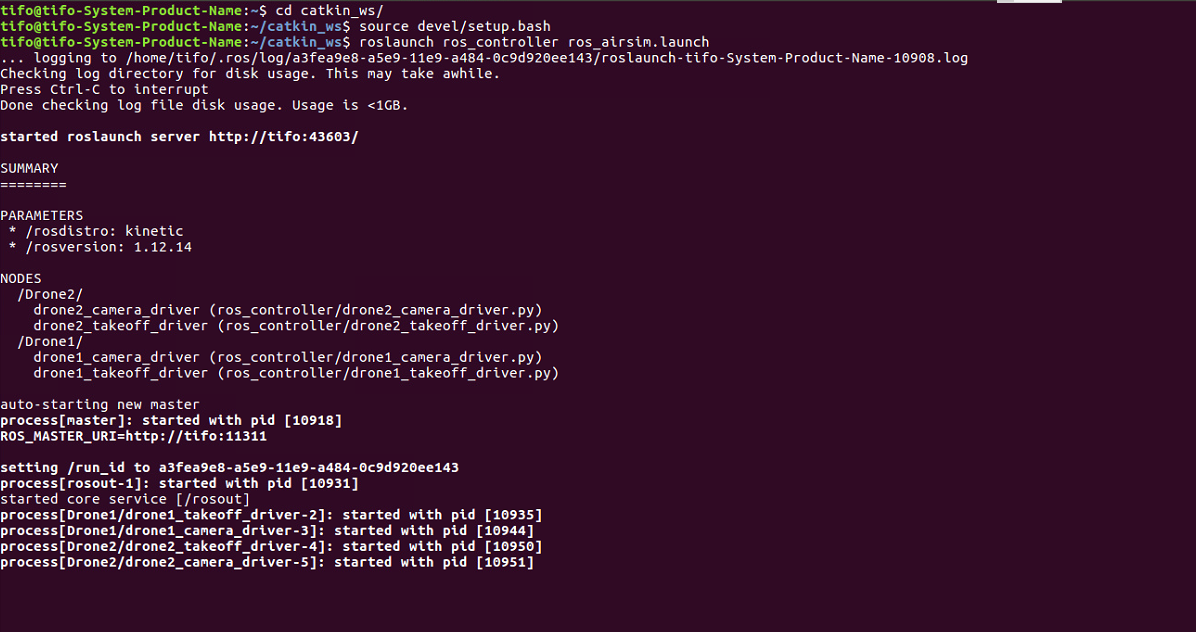 tifo@tifo-System-Product-Name:~$ cd catkin_ws/
tifo@tifo-System-Product-Name:~/catkin_ws$ source devel/setup.bash
tifo@tifo-System-Product-Name:~/catkin_ws$ roslaunch ros_controller ros_airsim.launch
... logging to /home/tifo/.ros/log/a3fea9e8-a5e9-11e9-a484-0c9d920ee143/roslaunch-tifo-System-Product-Name-10908.log
Checking log directory for disk usage. This may take awhile.
Press Ctrl-C to interrupt
Done checking log file disk usage. Usage is <1GB.

started roslaunch server http://tifo:43603/

SUMMARY
========

PARAMETERS
 * /rosdistro: kinetic
 * /rosversion: 1.12.14

NODES
  /Drone2/
    drone2_camera_driver (ros_controller/drone2_camera_driver.py)
    drone2_takeoff_driver (ros_controller/drone2_takeoff_driver.py)
  /Drone1/
    drone1_camera_driver (ros_controller/drone1_camera_driver.py)
    drone1_takeoff_driver (ros_controller/drone1_takeoff_driver.py)

auto-starting new master
process[master]: started with pid [10918]
ROS_MASTER_URI=http://tifo:11311

setting /run_id to a3fea9e8-a5e9-11e9-a484-0c9d920ee143
process[rosout-1]: started with pid [10931]
started core service [/rosout]
process[Drone1/drone1_takeoff_driver-2]: started with pid [10935]
process[Drone1/drone1_camera_driver-3]: started with pid [10944]
process[Drone2/drone2_takeoff_driver-4]: started with pid [10950]
process[Drone2/drone2_camera_driver-5]: started with pid [10951]